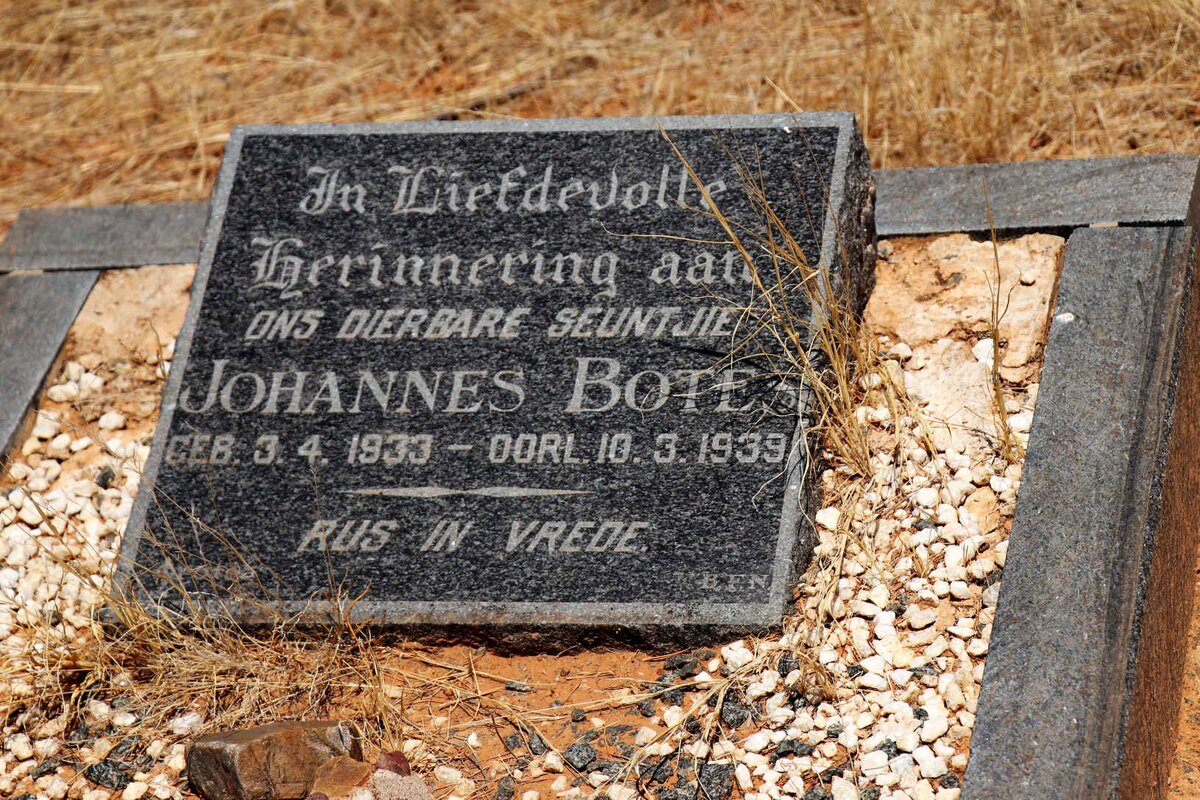 In Liefdevolle
Herinnering aan
ONS DIERBARE SEUNTJIE
JOHANNES BOTES
GEB. 3. 4. 1933 – OORL. 10. 3. 1939
RUS IN VREDE.
B.F.N.